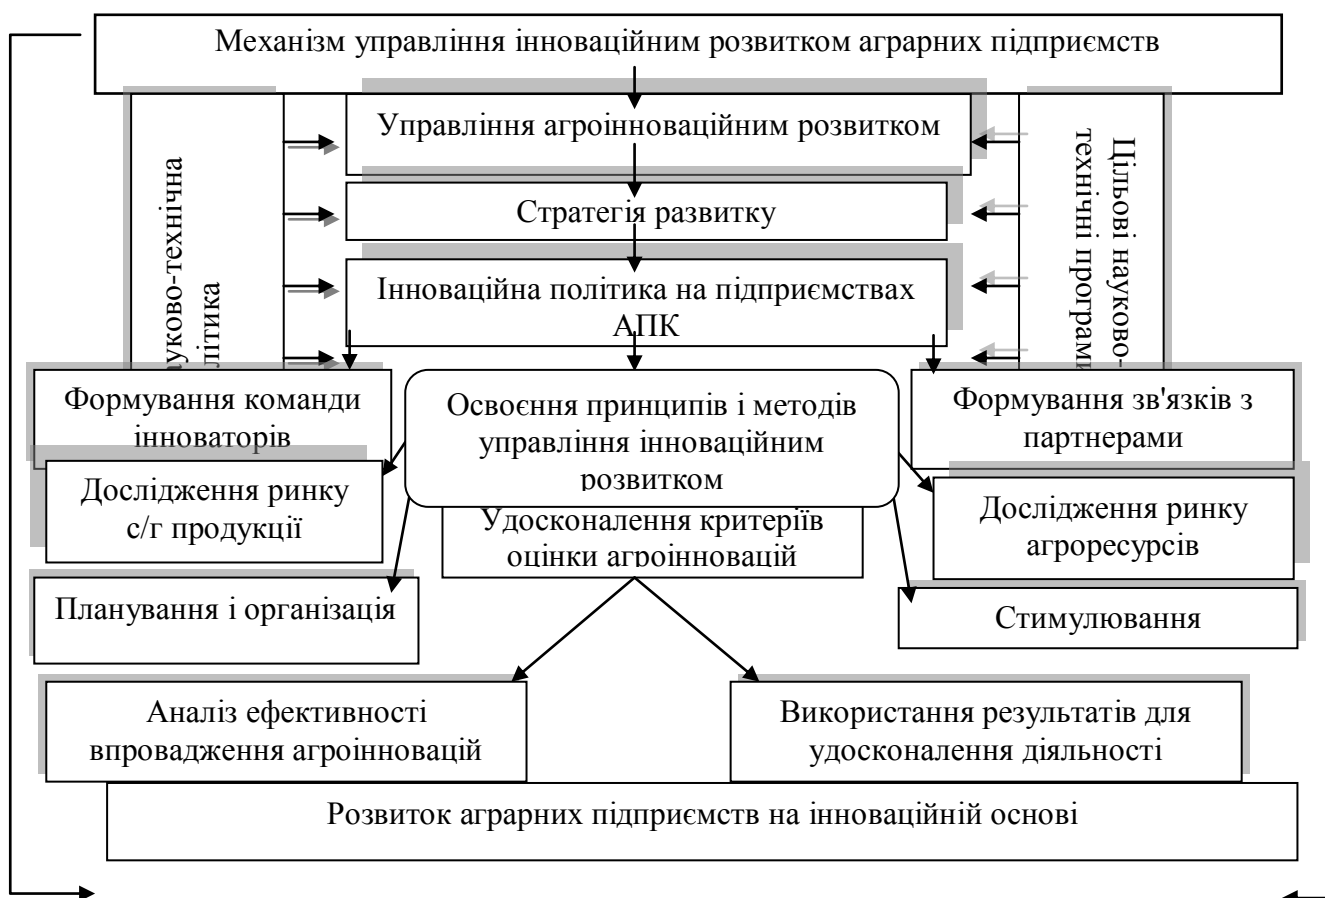 Механізм управління інноваційним розвитком аграрних підприємств
Управління агроінноваційним розвитком
Стратегія развитку
Інноваційна політика на підприємствах
АПК
уково-технічна
літика
Цільові науково-
технічні програми
Формування команди
інноваторів
Освоєння принципів і методів
управління інноваційним
розвитком
Формування зв'язків з
партнерами
Дослідження ринку
с/г продукції
Удосконалення критеріїв
оцінки агроінновацій
Дослідження ринку
агроресурсів
Планування і організація
Стимулювання
Аналіз ефективності
впровадження агроінновацій
Використання результатів для
удосконалення діяльності
Розвиток аграрних підприємств на інноваційній основі